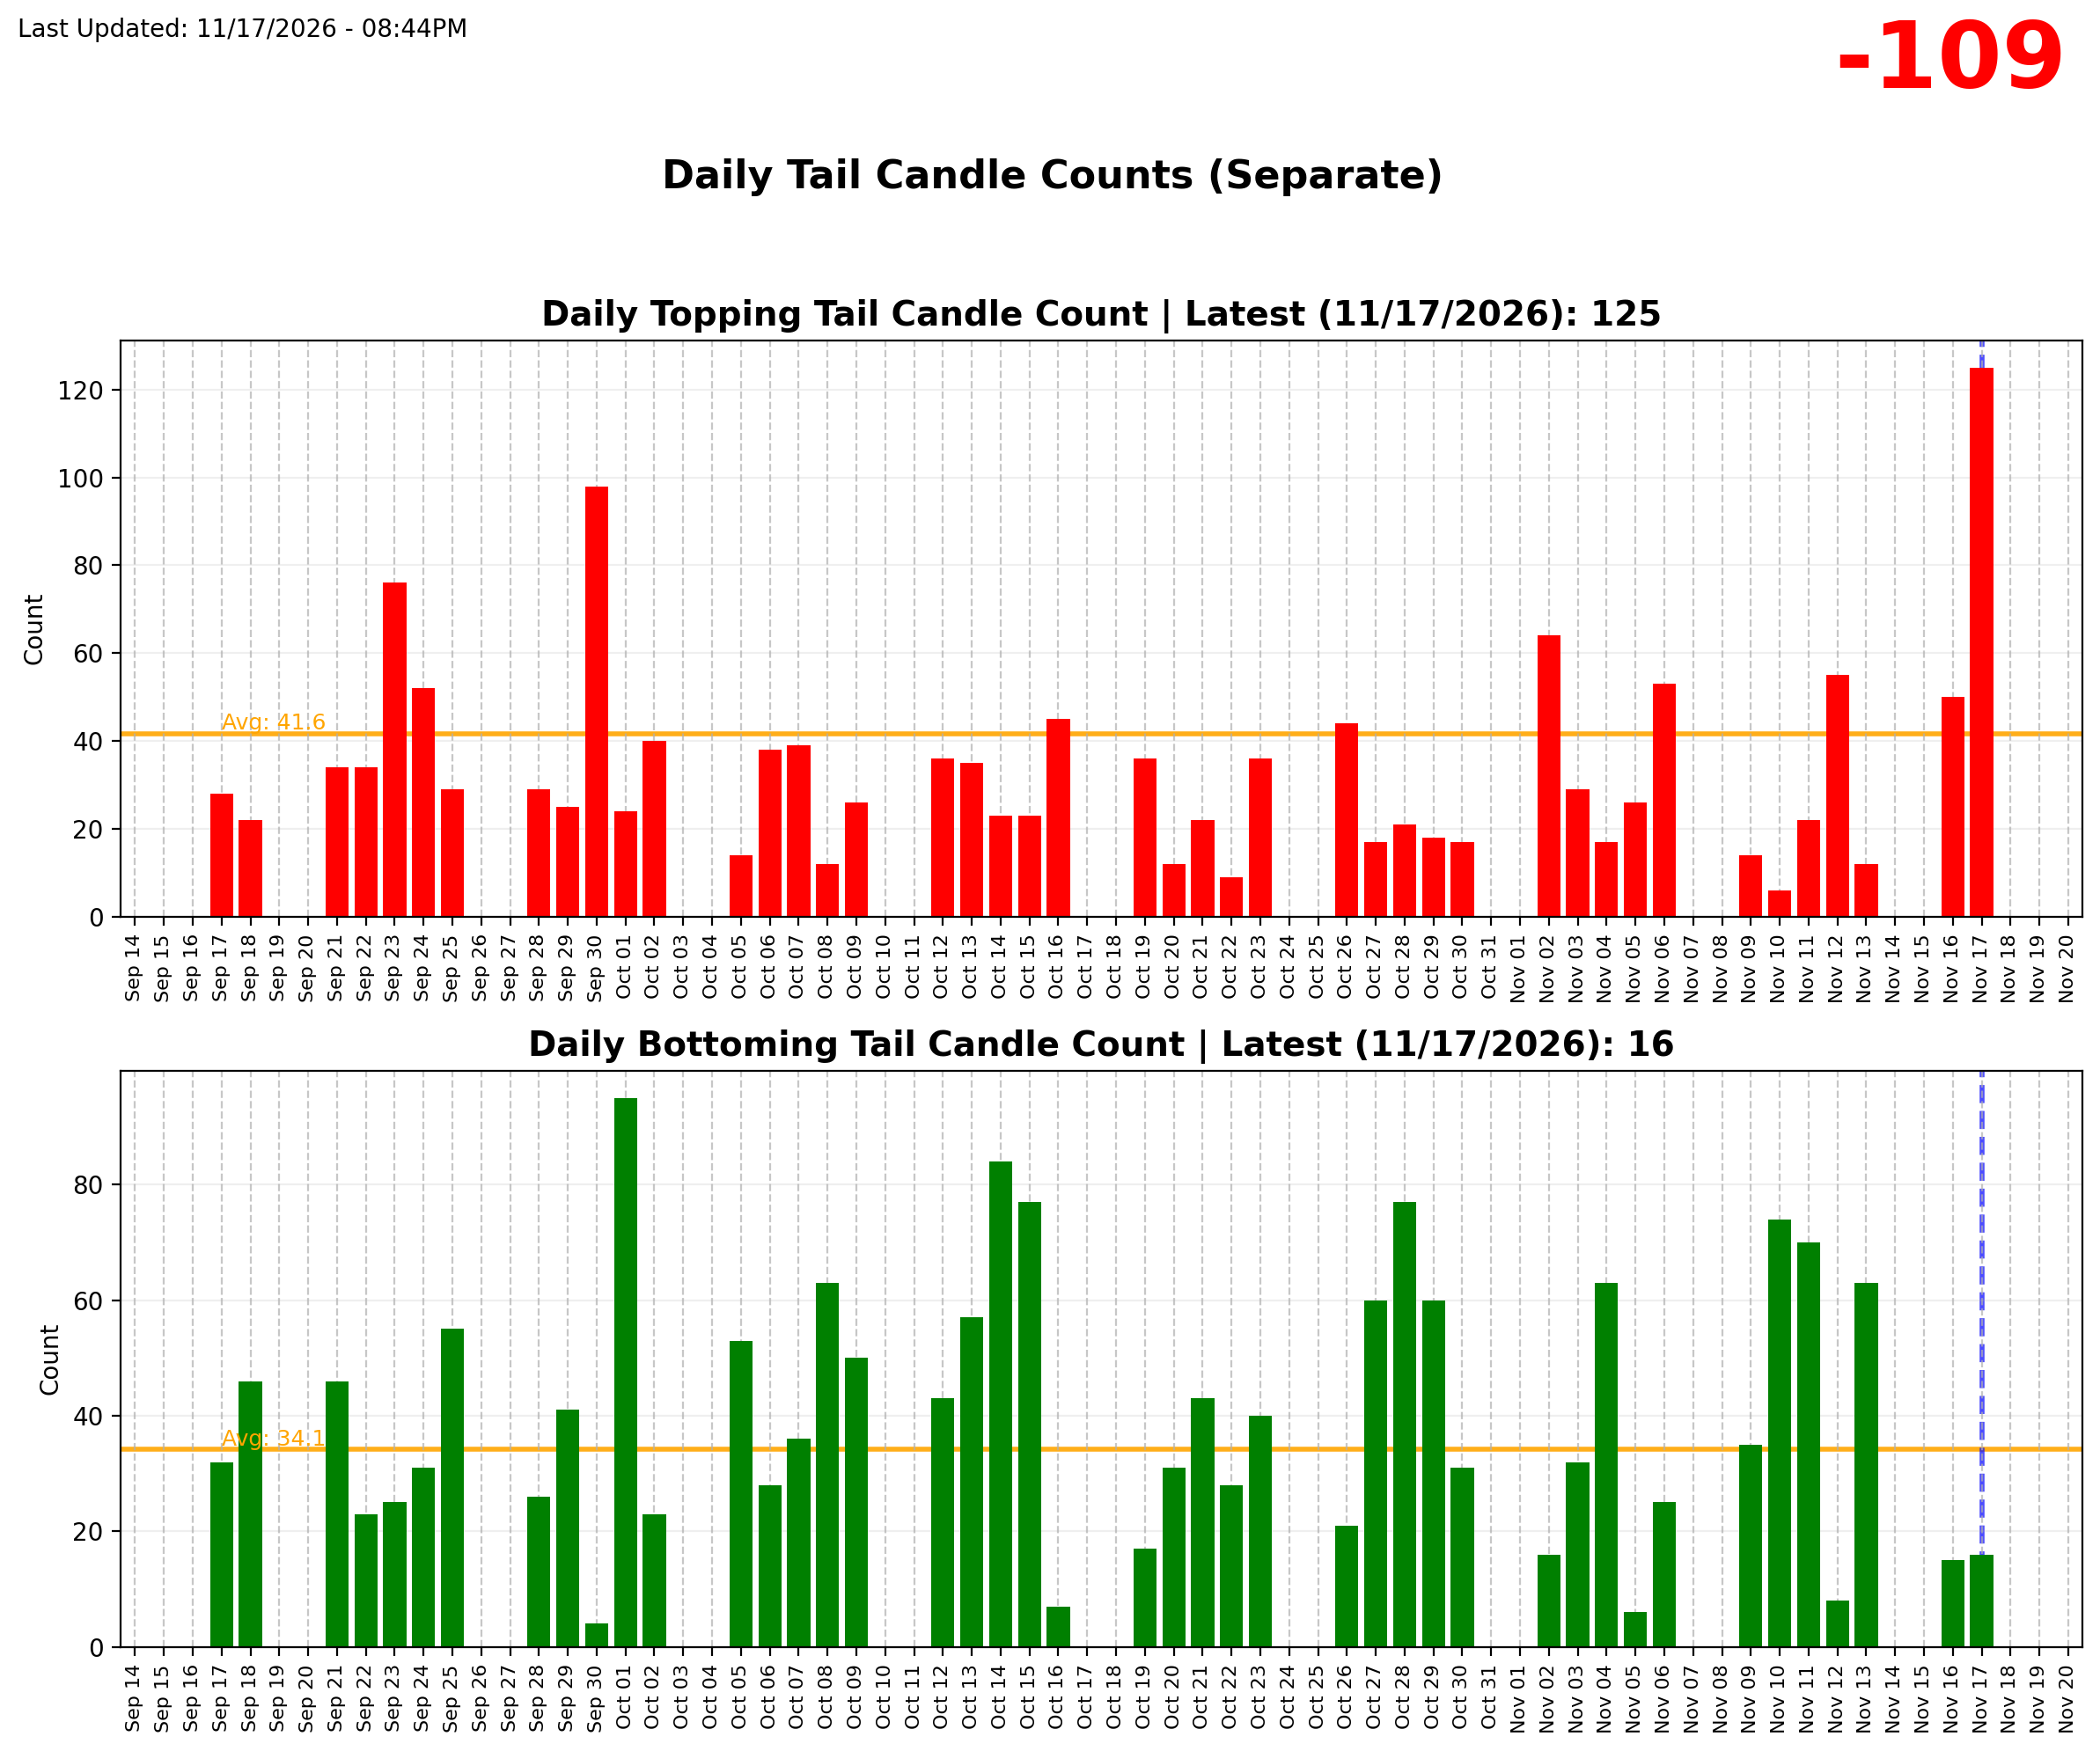 Last Updated: 11/17/2026 - 08:44PM
-109
Daily Tail Candle Counts (Separate)
Daily Topping Tail Candle Count | Latest (11/17/2026): 125
Count
120
100
80
60
40
20
0
Avg: 41.6
Sep 14 Sep 15 Sep 16 Sep 17 Sep 18 Sep 19 Sep 20 Sep 21 Sep 22 Sep 23 Sep 24 Sep 25 Sep 26 Sep 27 Sep 28 Sep 29 Sep 30 Oct 01 Oct 02 Oct 03 Oct 04 Oct 05 Oct 06 Oct 07 Oct 08 Oct 09 Oct 10 Oct 11 Oct 12 Oct 13 Oct 14 Oct 15 Oct 16 Oct 17 Oct 18 Oct 19 Oct 20 Oct 21 Oct 22 Oct 23 Oct 24 Oct 25 Oct 26 Oct 27 Oct 28 Oct 29 Oct 30 Oct 31 Nov 01 Nov 02 Nov 03 Nov 04 Nov 05 Nov 06 Nov 07 Nov 08 Nov 09 Nov 10 Nov 11 Nov 12 Nov 13 Nov 14 Nov 15 Nov 16 Nov 17 Nov 18 Nov 19 Nov 20
Daily Bottoming Tail Candle Count | Latest (11/17/2026): 16
Count
80
60
40
20
0
Avg: 34.1
Sep 14 Sep 15 Sep 16 Sep 17 Sep 18 Sep 19 Sep 20 Sep 21 Sep 22 Sep 23 Sep 24 Sep 25 Sep 26 Sep 27 Sep 28 Sep 29 Sep 30 Oct 01 Oct 02 Oct 03 Oct 04 Oct 05 Oct 06 Oct 07 Oct 08 Oct 09 Oct 10 Oct 11 Oct 12 Oct 13 Oct 14 Oct 15 Oct 16 Oct 17 Oct 18 Oct 19 Oct 20 Oct 21 Oct 22 Oct 23 Oct 24 Oct 25 Oct 26 Oct 27 Oct 28 Oct 29 Oct 30 Oct 31 Nov 01 Nov 02 Nov 03 Nov 04 Nov 05 Nov 06 Nov 07 Nov 08 Nov 09 Nov 10 Nov 11 Nov 12 Nov 13 Nov 14 Nov 15 Nov 16 Nov 17 Nov 18 Nov 19 Nov 20